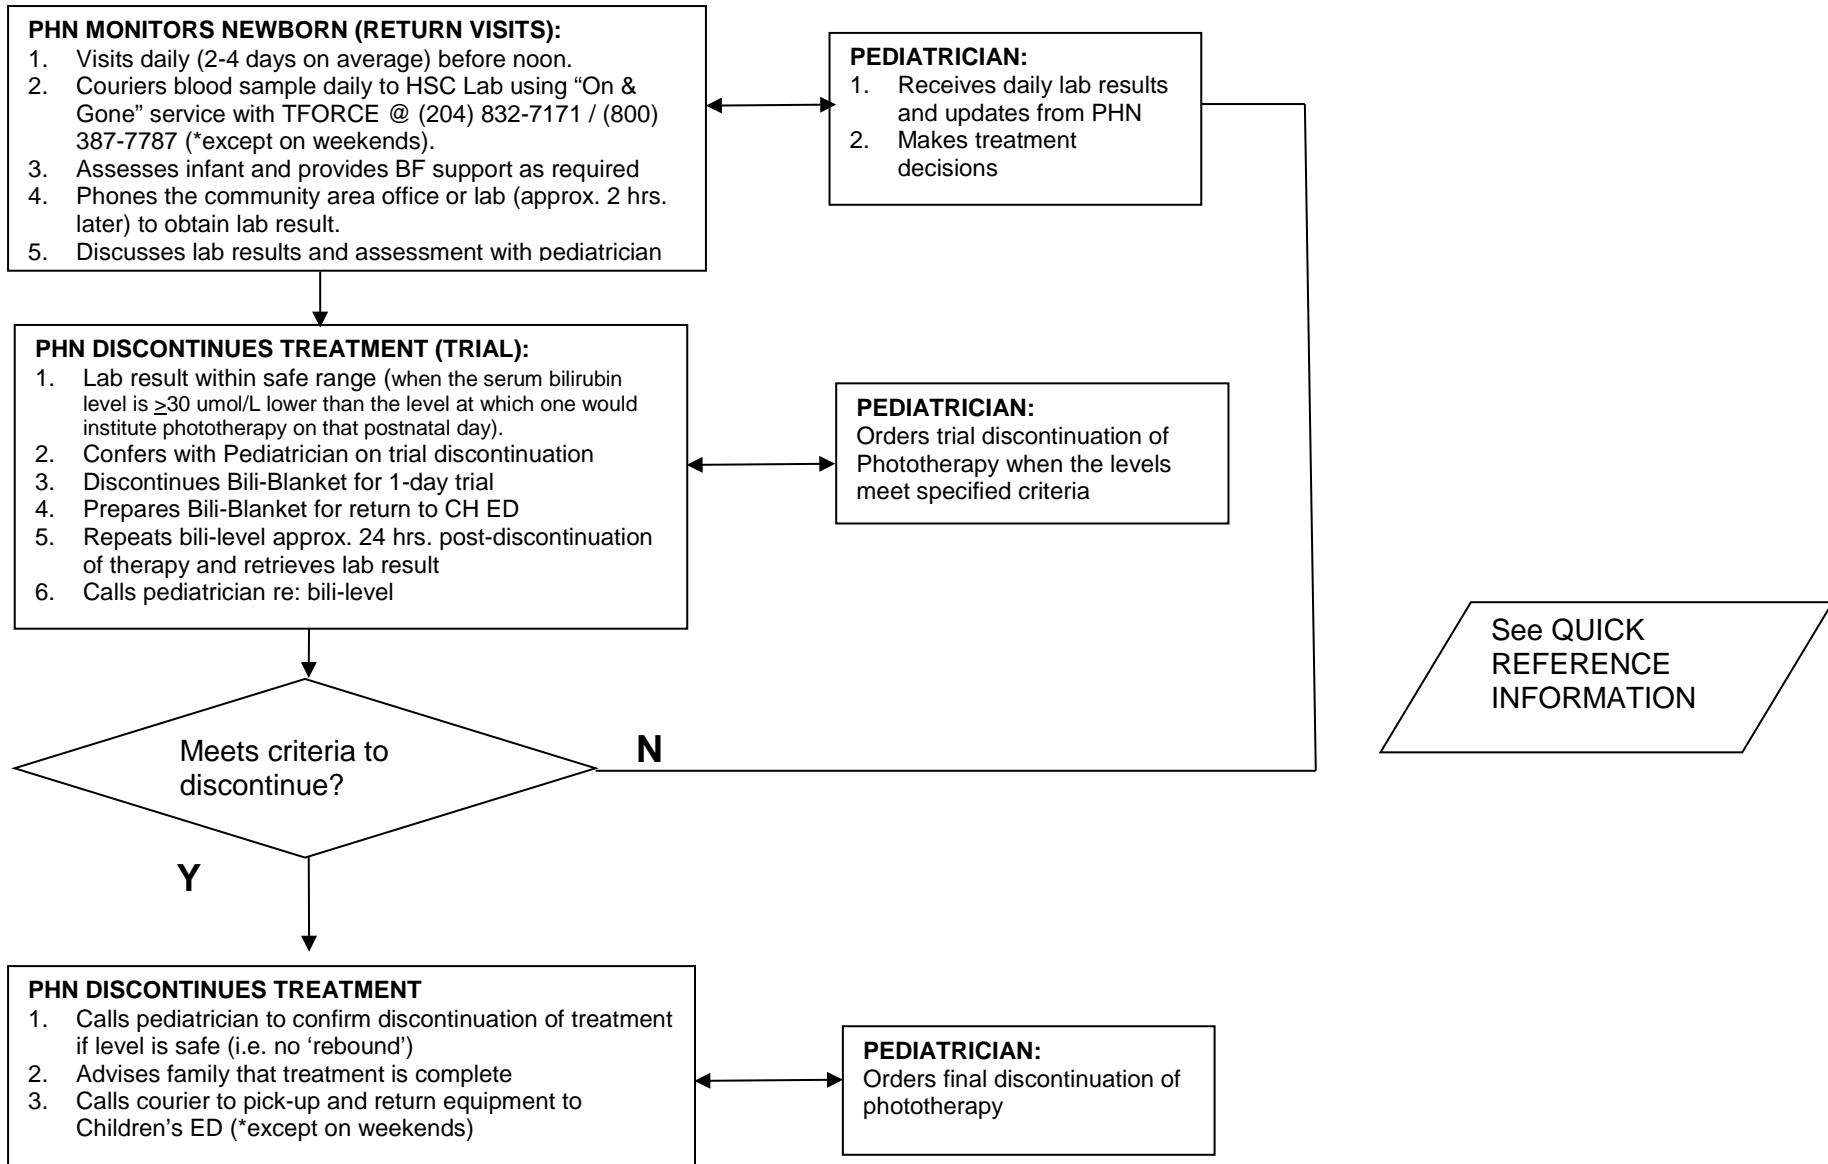 PHN MONITORS NEWBORN (RETURN VISITS):
1. Visits daily (2-4 days on average) before noon.
2. Couriers blood sample daily to HSC Lab using “On &
Gone” service with TFORCE @ (204) 832-7171 / (800)
387-7787 (*except on weekends).
3. Assesses infant and provides BF support as required
4. Phones the community area office or lab (approx. 2 hrs.
later) to obtain lab result.
5. Discusses lab results and assessment with pediatrician
PEDIATRICIAN:
1. Receives daily lab results
and updates from PHN
2. Makes treatment
decisions
PHN DISCONTINUES TREATMENT (TRIAL):
1. Lab result within safe range (when the serum bilirubin
level is ≥30 umol/L lower than the level at which one would
institute phototherapy on that postnatal day).
2. Confers with Pediatrician on trial discontinuation
3. Discontinues Bili-Blanket for 1-day trial
4. Prepares Bili-Blanket for return to CH ED
5. Repeats bili-level approx. 24 hrs. post-discontinuation
of therapy and retrieves lab result
6. Calls pediatrician re: bili-level
PEDIATRICIAN:
Orders trial discontinuation of
Phototherapy when the levels
meet specified criteria
See QUICK
REFERENCE
INFORMATION
Meets criteria to
discontinue?
N
Y
PHN DISCONTINUES TREATMENT
1. Calls pediatrician to confirm discontinuation of treatment
if level is safe (i.e. no ‘rebound’)
2. Advises family that treatment is complete
3. Calls courier to pick-up and return equipment to
Children’s ED (*except on weekends)
PEDIATRICIAN:
Orders final discontinuation of
phototherapy